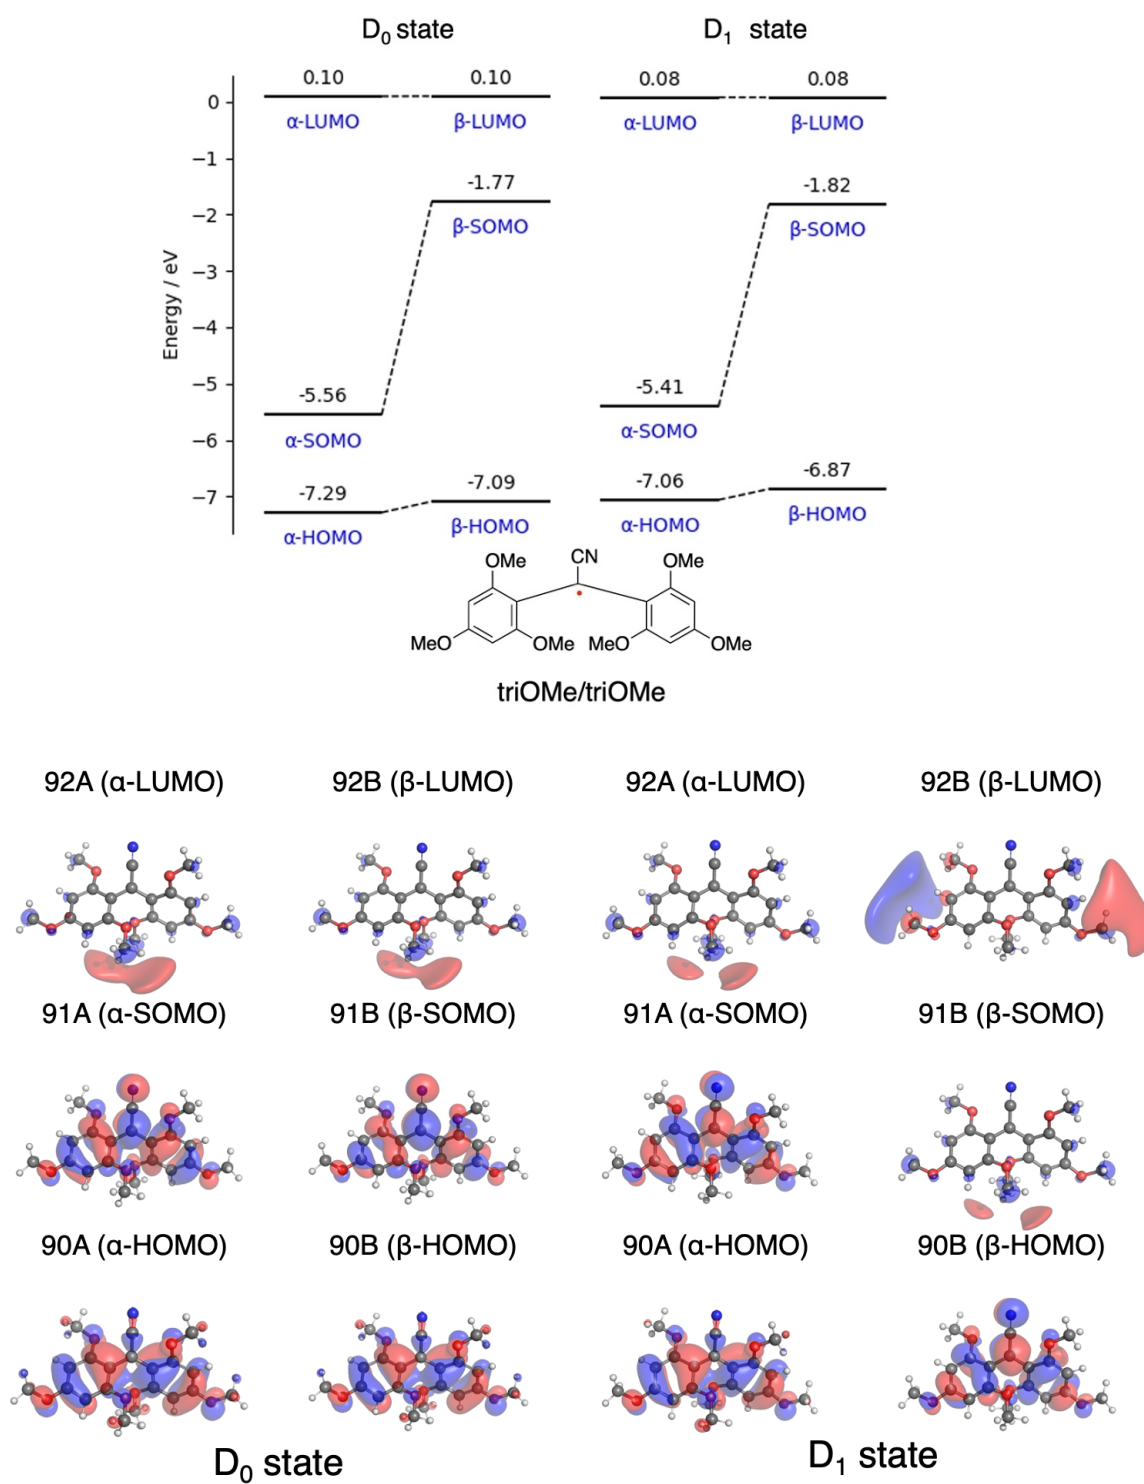 D₀ state
D₁ state
0.10
0.10
0.08
0.08
0
α-LUMO
β-LUMO
α-LUMO
β-LUMO
−1
-1.77
-1.82
−2
β-SOMO
β-SOMO
−3
Energy / eV
−4
-5.41
−5
-5.56
α-SOMO
α-SOMO
−6
-6.87
-7.29
-7.09
-7.06
−7
α-HOMO
β-HOMO
α-HOMO
β-HOMO
CN
OMe
OMe
MeO
OMe
MeO
OMe
triOMe/triOMe
92A (α-LUMO)
92B (β-LUMO)
92A (α-LUMO)
92B (β-LUMO)
91A (α-SOMO)
91B (β-SOMO)
91A (α-SOMO)
91B (β-SOMO)
90A (α-HOMO)
90B (β-HOMO)
90A (α-HOMO)
90B (β-HOMO)
D₀ state
D₁ state